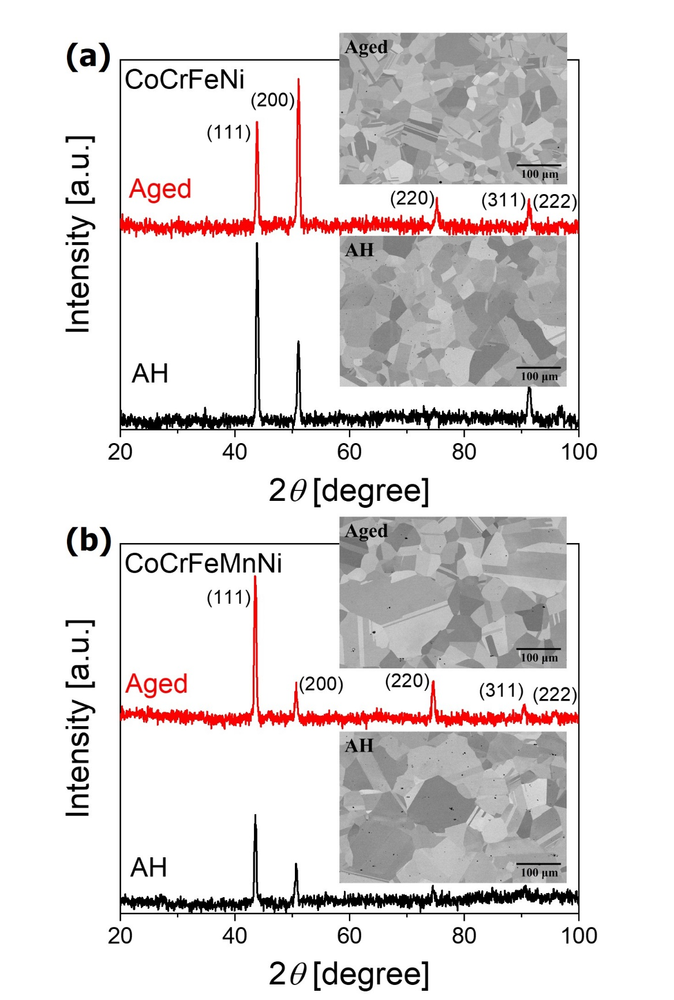 (a)
CoCrFeNi
Aged
100 µm
(200)
(111)
Aged
(220)
(311)
(222)
AH
100 µm
AH
Intensity [a.u.]
20 40 60 80 100
2θ [degree]
(b)
CoCrFeMnNi
Aged
100 µm
(111)
Aged
(200)
(220)
(311)
(222)
AH
100 µm
AH
Intensity [a.u.]
20 40 60 80 100
2θ [degree]